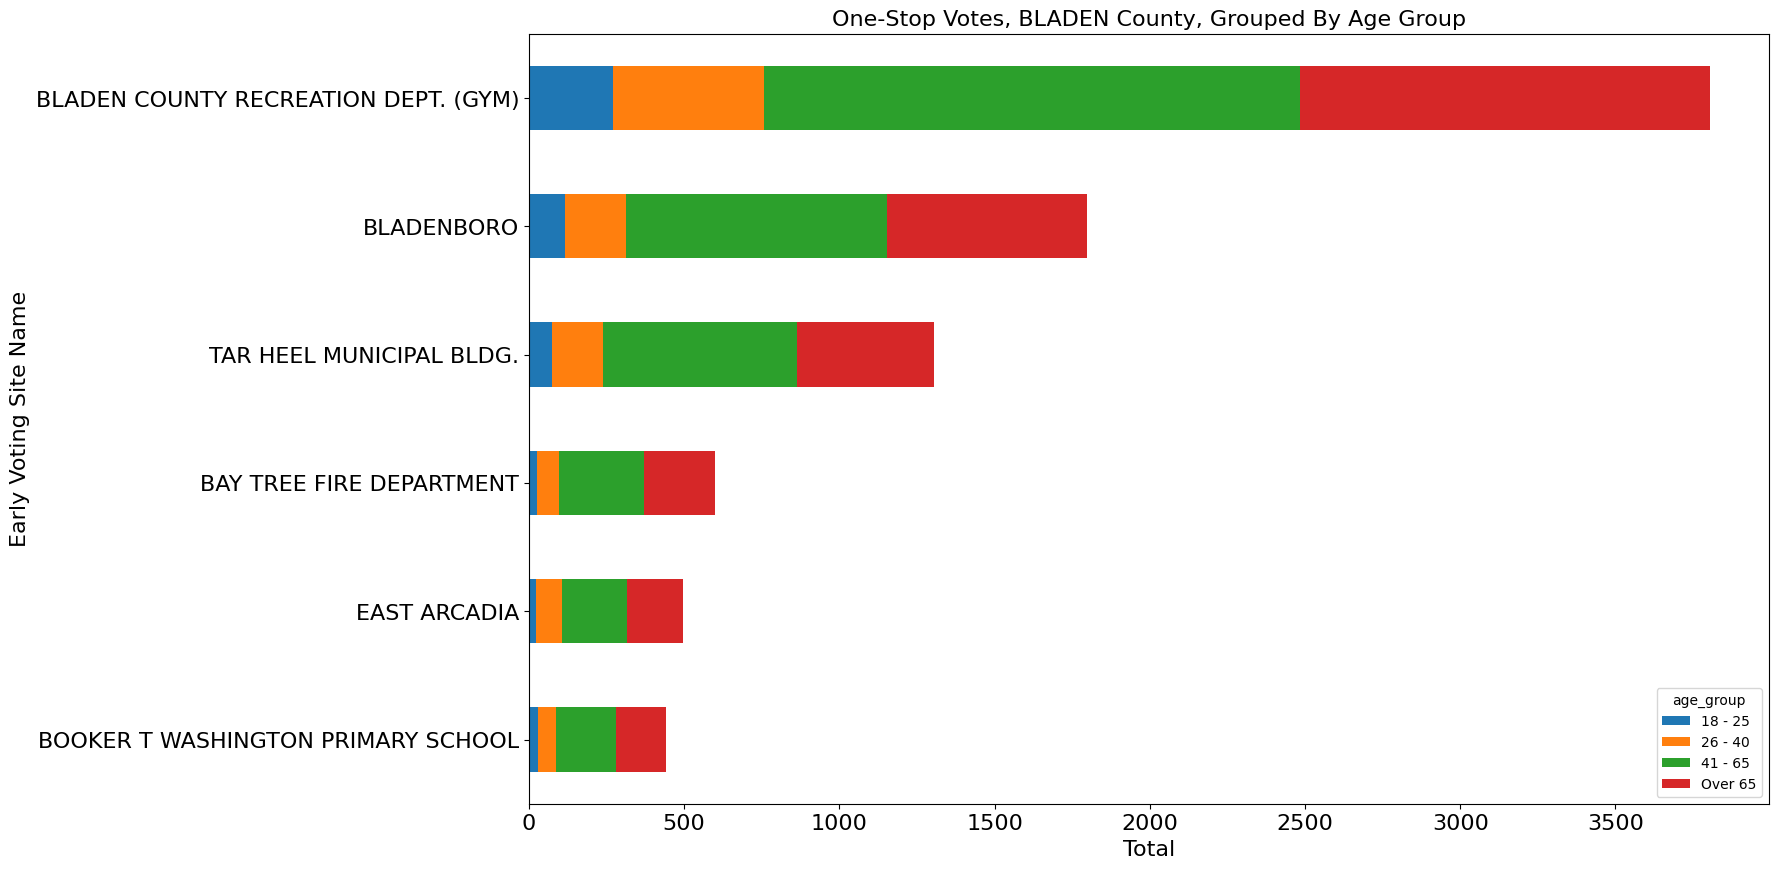 One-Stop Votes, BLADEN County, Grouped By Age Group
Early Voting Site Name
BLADEN COUNTY RECREATION DEPT. (GYM)
BLADENBORO
TAR HEEL MUNICIPAL BLDG.
BAY TREE FIRE DEPARTMENT
EAST ARCADIA
BOOKER T WASHINGTON PRIMARY SCHOOL
age_group
18 - 25
26 - 40
41 - 65
Over 65
0 500 1000 1500 2000 2500 3000 3500
Total